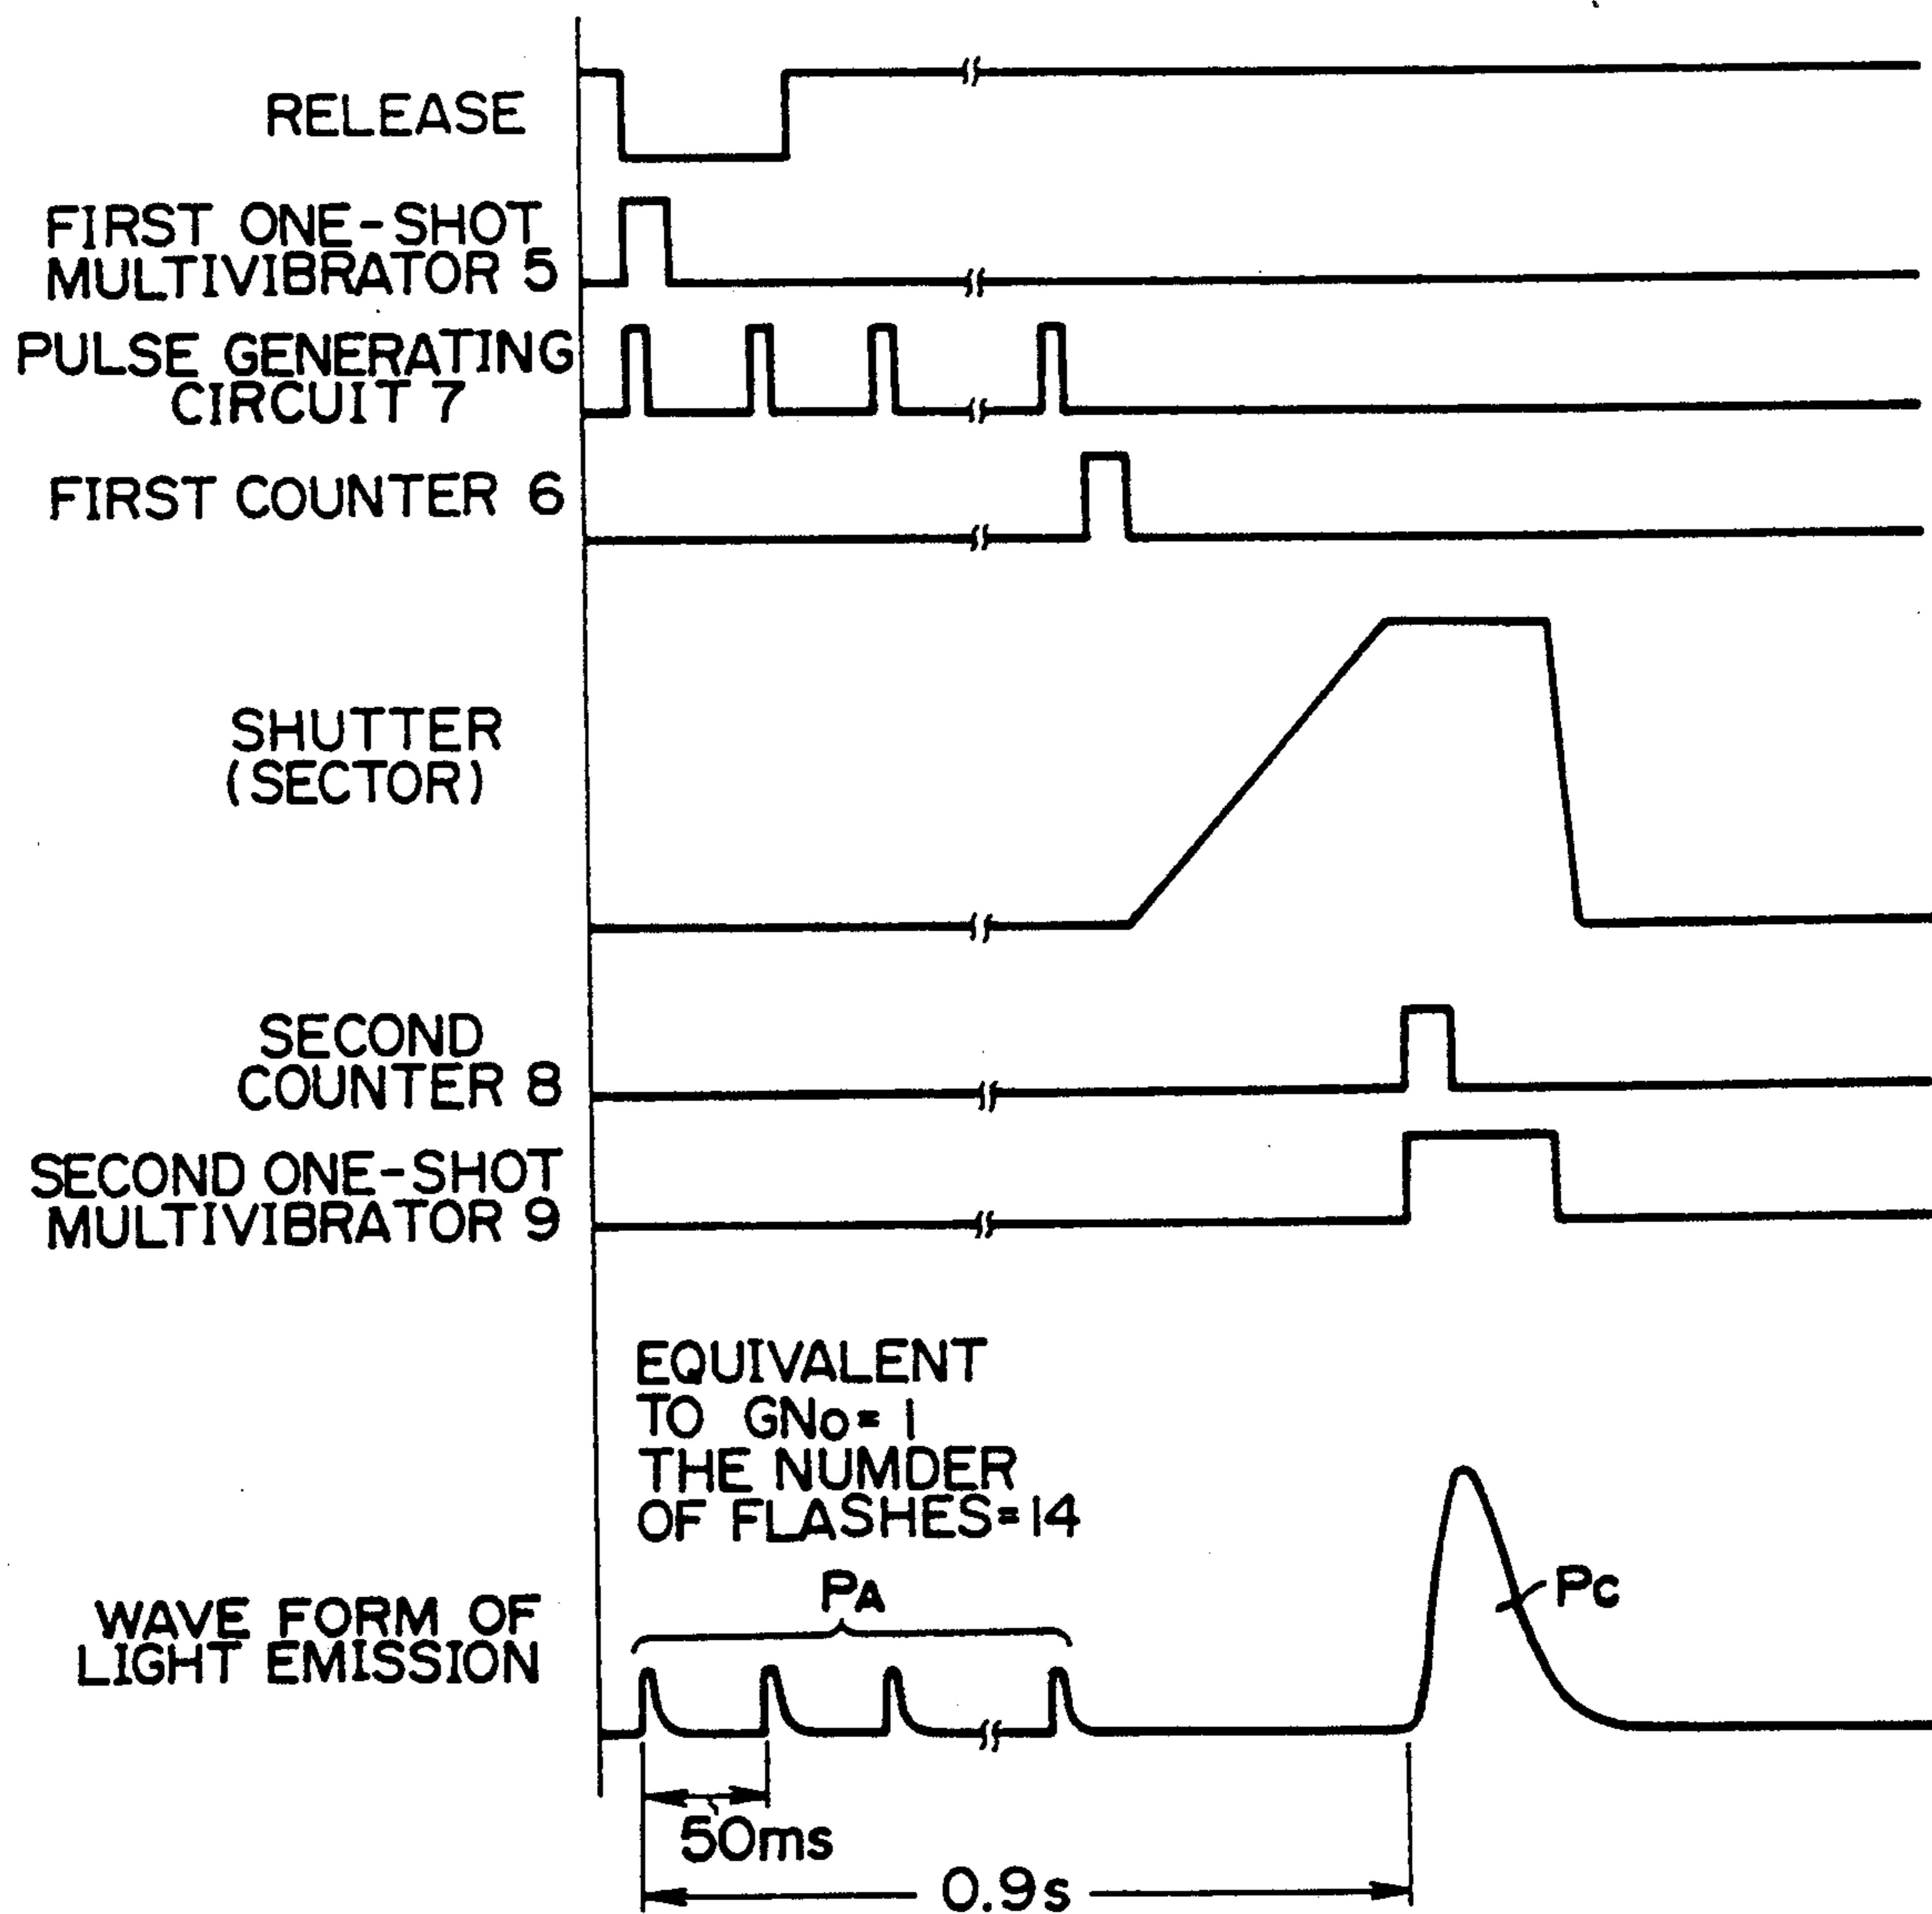 RELEASE
FIRST ONE-SHOT
MULTIVIBRATOR 5
PULSE GENERATING
CIRCUIT 7
FIRST COUNTER 6
SHUTTER
(SECTOR)
SECOND
COUNTER 8
SECOND ONE-SHOT
MULTIVIBRATOR 9
EQUIVALENT
TO GNo=1
THE NUMDER
OF FLASHES=14
PA
PC
WAVE FORM OF
LIGHT EMISSION
50ms
0.9s